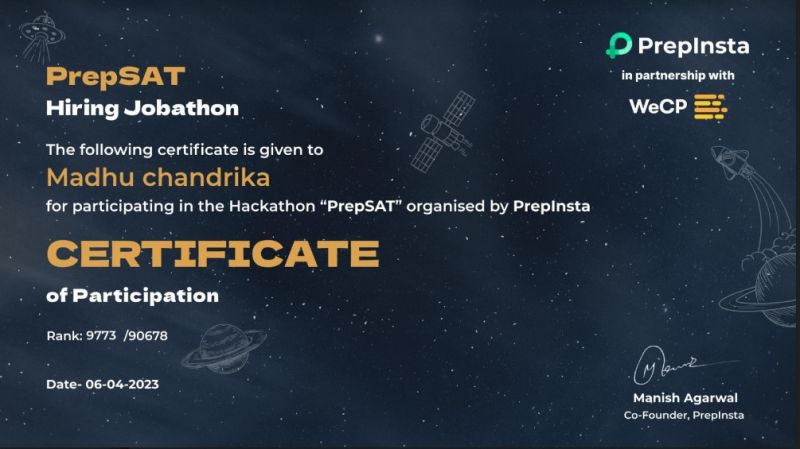 PrepSAT
Hiring Jobathon
PrepInsta
in partnership with
WeCP
The following certificate is given to
Madhu chandrika
for participating in the Hackathon “PrepSAT” organised by PrepInsta
CERTIFICATE
of Participation
Rank: 9773 /90678
Date- 06-04-2023
Manish Agarwal
Co-Founder, PrepInsta